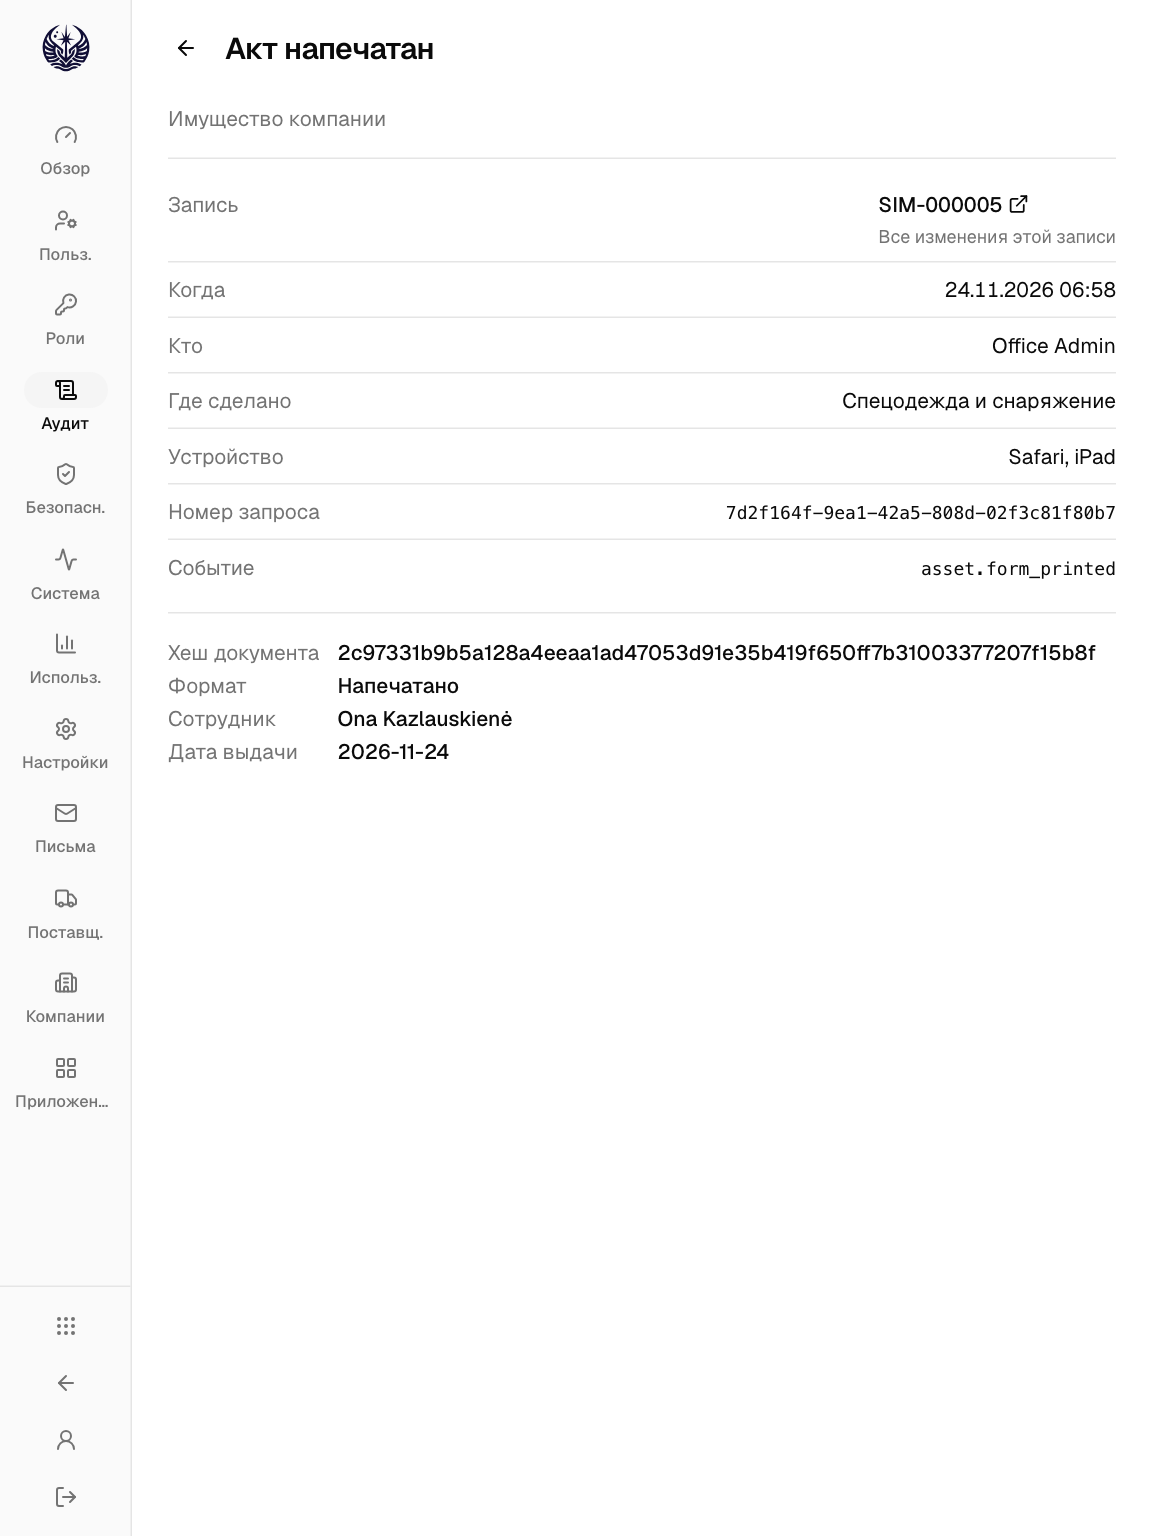 Акт напечатан
Имущество компании
Запись
SIM-000005
Все изменения этой записи
Когда
24.11.2026 06:58
Кто
Office Admin
Где сделано
Спецодежда и снаряжение
Устройство
Safari, iPad
Номер запроса
7d2f164f-9ea1-42a5-808d-02f3c81f80b7
Событие
asset.form_printed
Хеш документа 2c97331b9b5a128a4eeaa1ad47053d91e35b419f650ff7b31003377207f15b8f
Формат Напечатано
Сотрудник Ona Kazlauskienė
Дата выдачи 2026-11-24
Обзор
Польз.
Роли
Аудит
Безопасн.
Система
Использ.
Настройки
Письма
Поставщ.
Компании
Приложен...